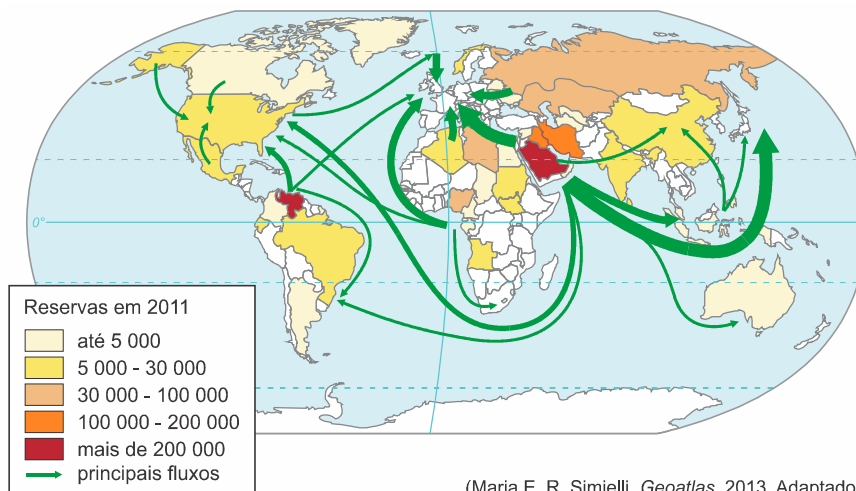 0°
Reservas em 2011
até 5 000
5 000 - 30 000
30 000 - 100 000
100 000 - 200 000
mais de 200 000
principais fluxos
(Maria E. R. Simielli, Geoatlas, 2013. Adaptado